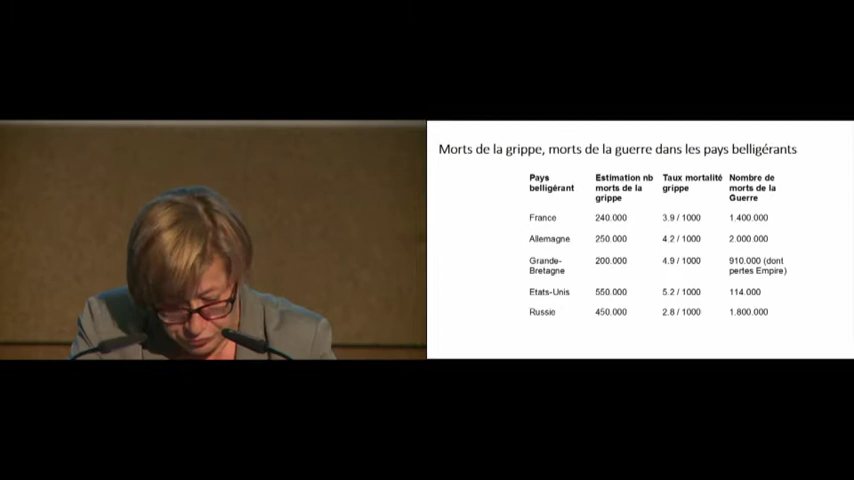 Morts de la grippe, morts de la guerre dans les pays belligérants
Pays Estimation nb Taux mortalité Nombre de
belligérant morts de la grippe morts de la
grippe Guerre
France 240.000 3.9 / 1000 1.400.000
Allemagne 250.000 4.2 / 1000 2.000.000
Grande- 200.000 4.9 / 1000 910.000 (dont
Bretagne pertes Empire)
Etats-Unis 550.000 5.2 / 1000 114.000
Russie 450.000 2.8 / 1000 1.800.000